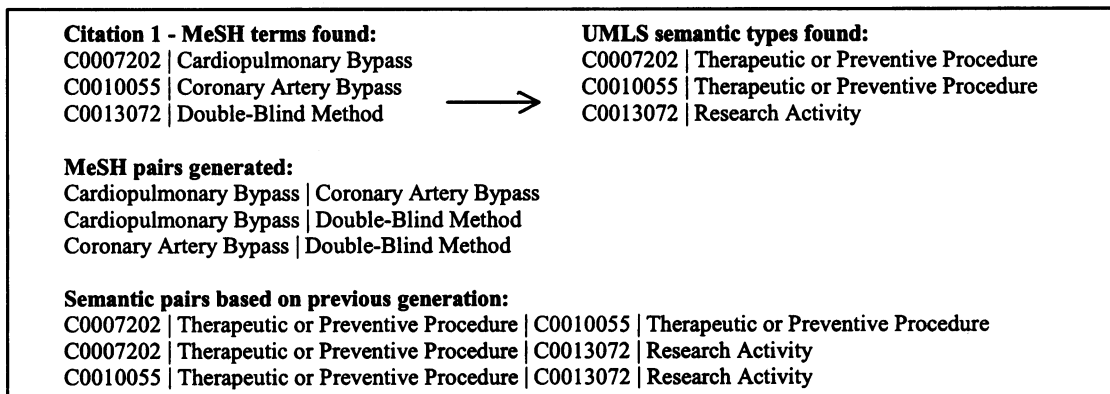 Citation 1 - MeSH terms found:
C0007202 | Cardiopulmonary Bypass
C0010055 | Coronary Artery Bypass
C0013072 | Double-Blind Method
UMLS semantic types found:
C0007202 | Therapeutic or Preventive Procedure
C0010055 | Therapeutic or Preventive Procedure
C0013072 | Research Activity
MeSH pairs generated:
Cardiopulmonary Bypass | Coronary Artery Bypass
Cardiopulmonary Bypass | Double-Blind Method
Coronary Artery Bypass | Double-Blind Method
Semantic pairs based on previous generation:
C0007202 | Therapeutic or Preventive Procedure | C0010055 | Therapeutic or Preventive Procedure
C0007202 | Therapeutic or Preventive Procedure | C0013072 | Research Activity
C0010055 | Therapeutic or Preventive Procedure | C0013072 | Research Activity